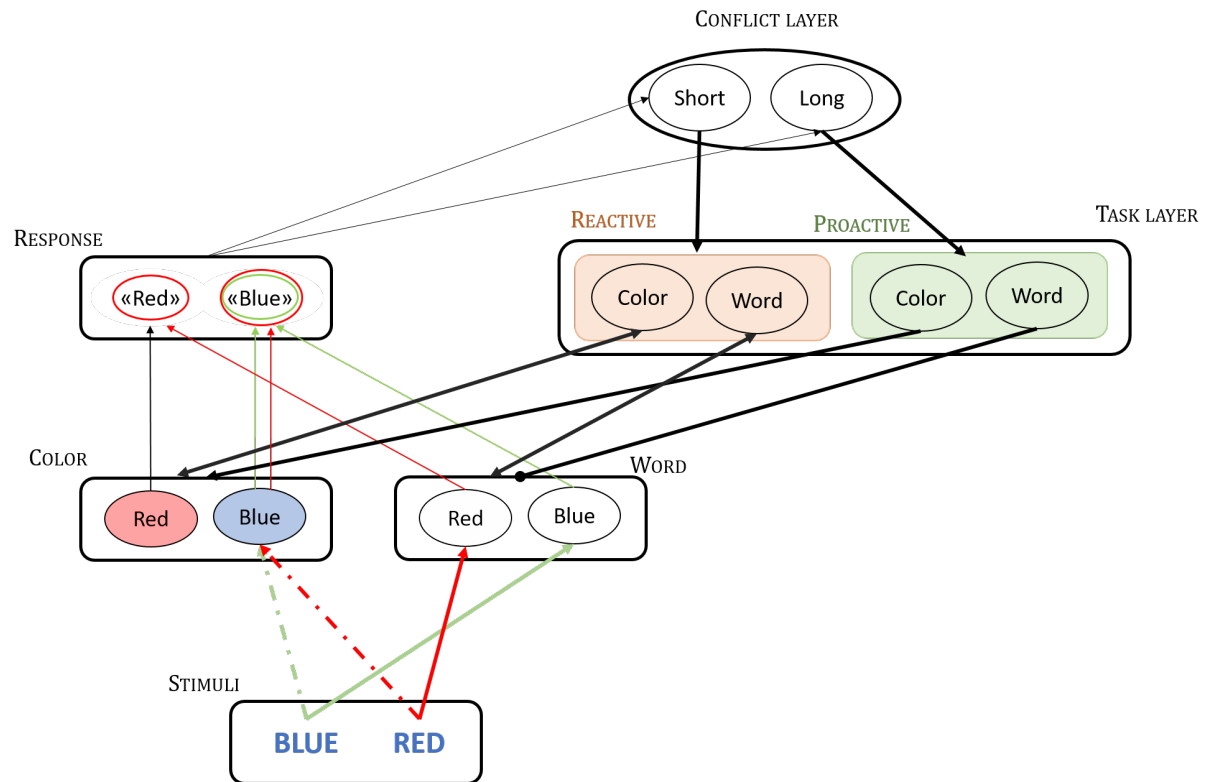 CONFLICT LAYER
Short Long
REACTIVE PROACTIVE TASK LAYER
RESPONSE
«Red» «Blue»
Color Word Color Word
COLOR WORD
Red Blue Red Blue
STIMULI
BLUE RED